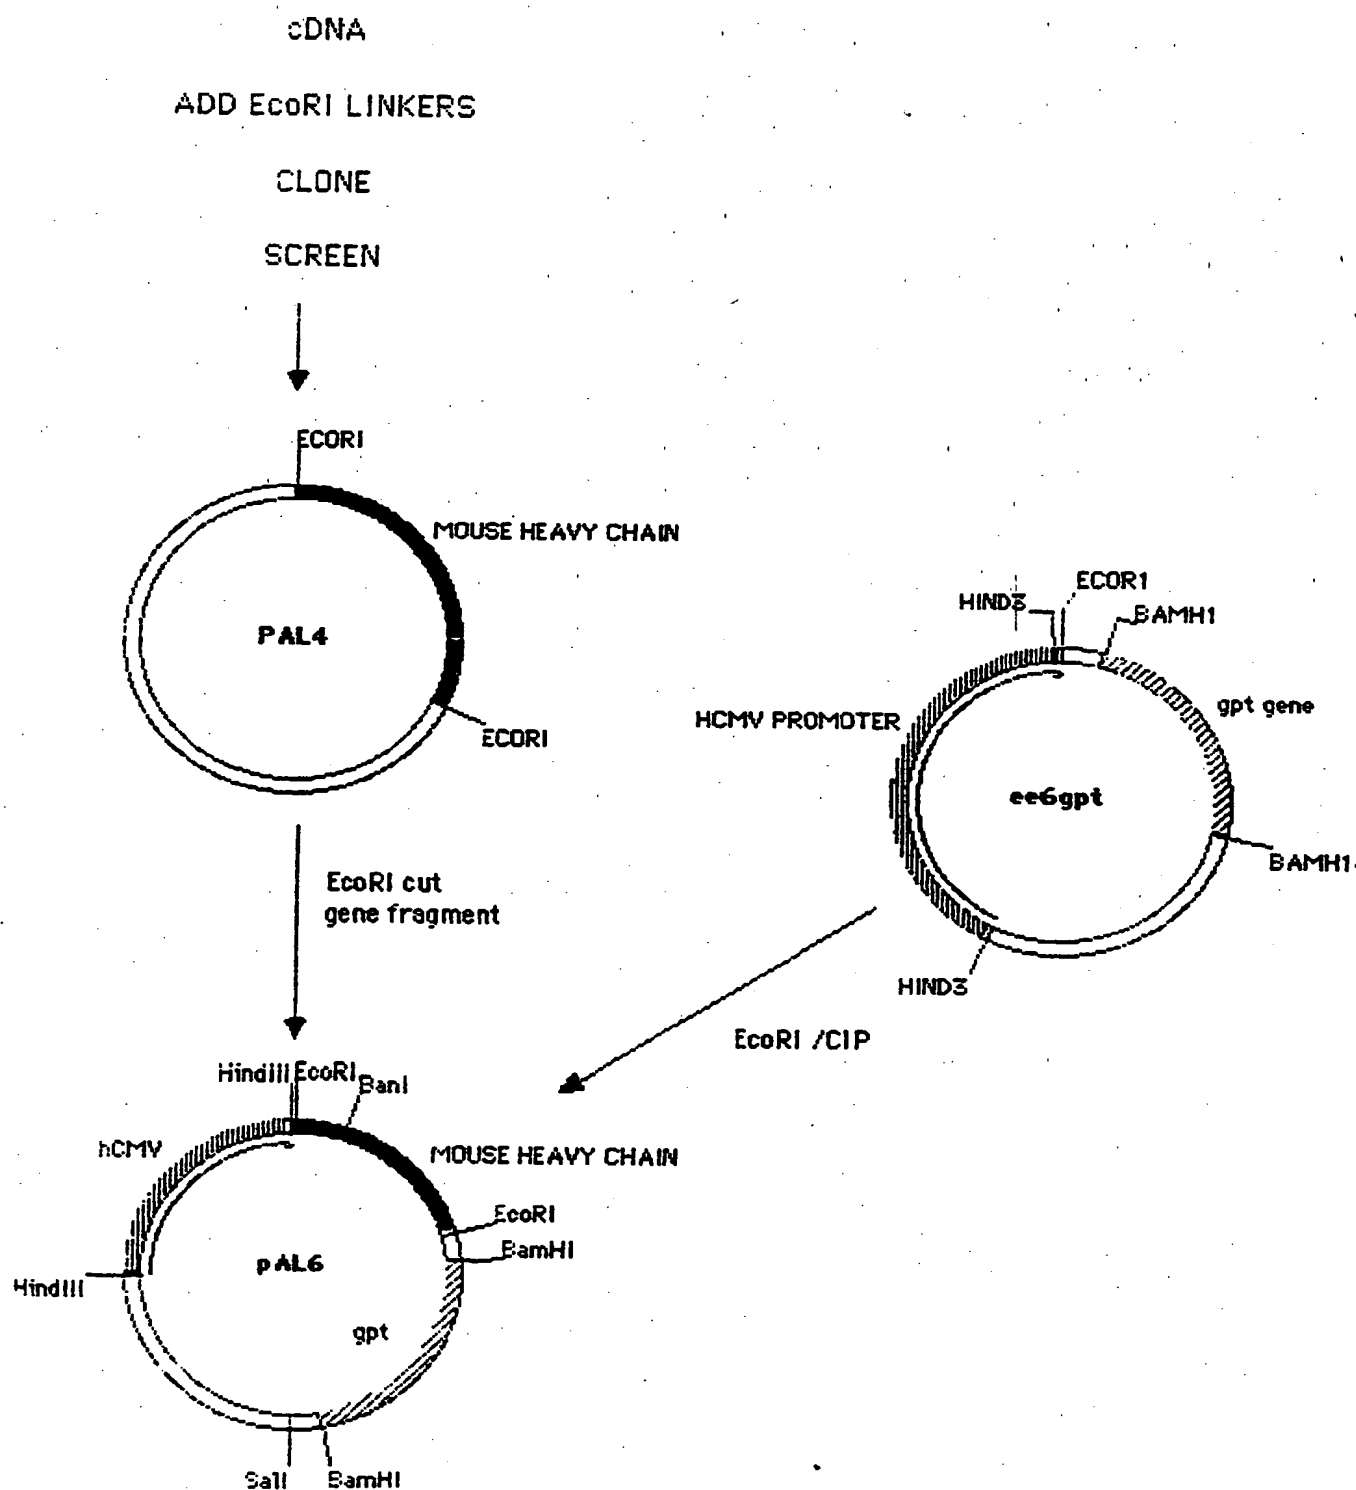 cDNA
ADD EcoRI LINKERS
CLONE
SCREEN
ECORI
MOUSE HEAVY CHAIN
PAL4
ECORI
HIND3
ECOR1
BAMH1
gpt gene
HCMV PROMOTER
ee6gpt
BAMH1
HIND3
EcoRI cut
gene fragment
EcoRI /CIP
HindIII EcoRI
BanI
hCMV
MOUSE HEAVY CHAIN
EcoRI
BamHI
pAL6
HindIII
gpt
SalI
BamHI